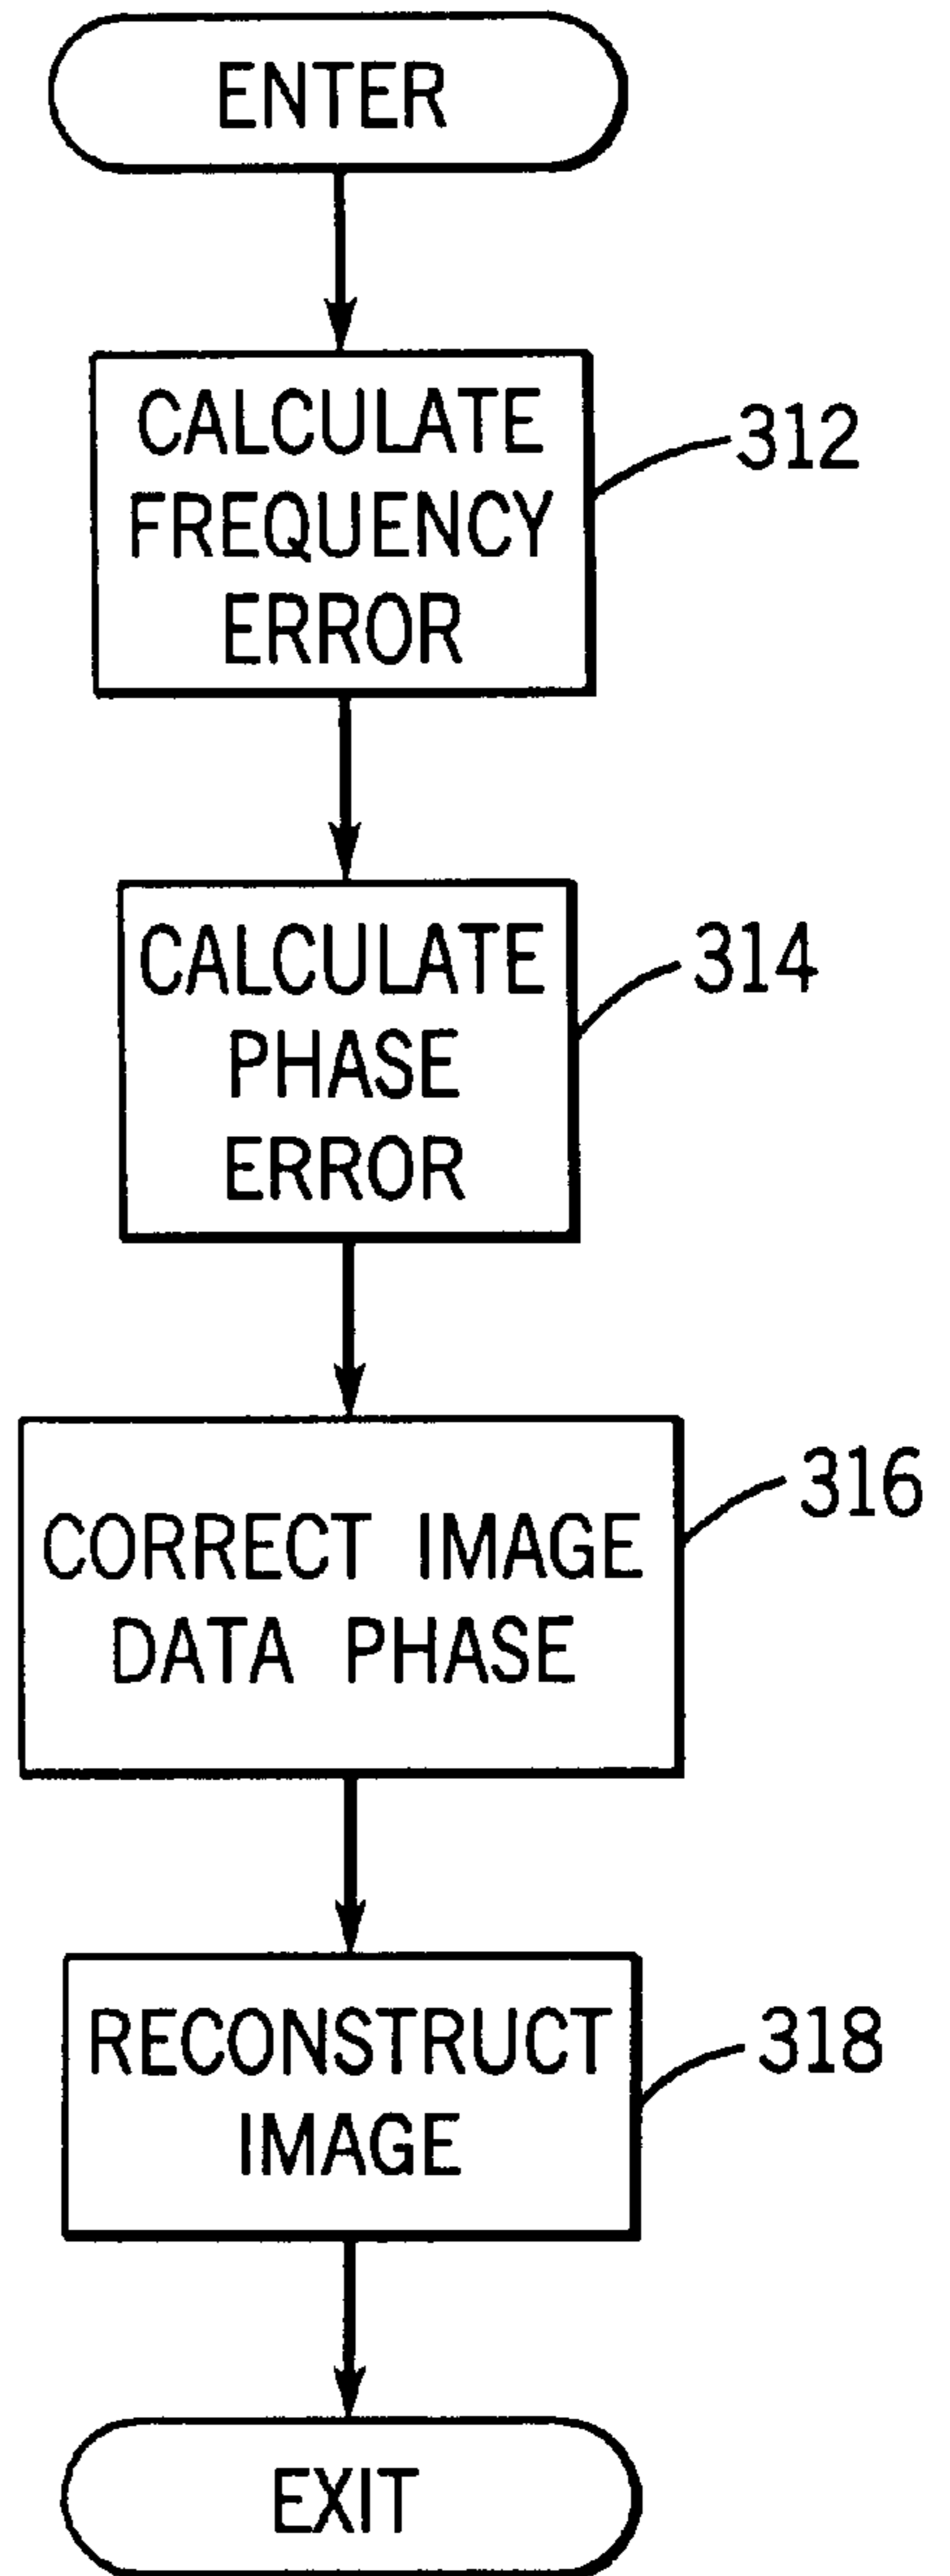 ENTER
CALCULATE
FREQUENCY
ERROR
312
CALCULATE
PHASE
ERROR
314
CORRECT IMAGE
DATA PHASE
316
RECONSTRUCT
IMAGE
318
EXIT